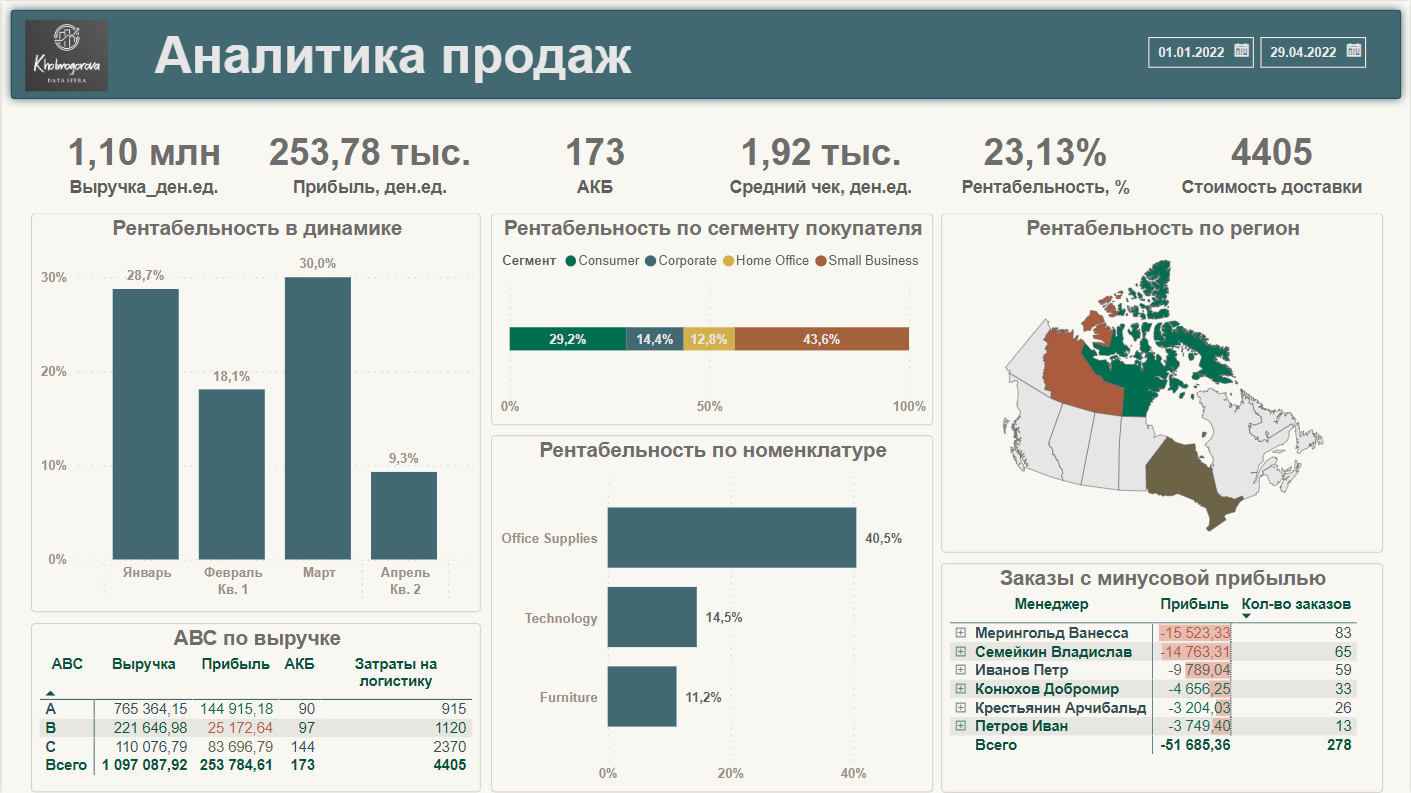 Kholmogorova
DATA SFERA
Аналитика продаж
01.01.2022
29.04.2022
1,10 млн
Выручка_ден.ед.
253,78 тыс.
Прибыль, ден.ед.
173
АКБ
1,92 тыс.
Средний чек, ден.ед.
23,13%
Рентабельность, %
4405
Стоимость доставки
Рентабельность в динамике
30%
20%
10%
0%
28,7%
18,1%
30,0%
9,3%
Январь Февраль Март Апрель
Кв. 1 Кв. 2
ABC по выручке
ABC Выручка Прибыль АКБ Затраты на
логистику
A 765 364,15 144 915,18 90 915
B 221 646,98 25 172,64 97 1120
C 110 076,79 83 696,79 144 2370
Всего 1 097 087,92 253 784,61 173 4405
Рентабельность по сегменту покупателя
Сегмент Consumer Corporate Home Office Small Business
29,2% 14,4% 12,8% 43,6%
0% 50% 100%
Рентабельность по номенклатуре
Office Supplies 40,5%
Technology 14,5%
Furniture 11,2%
0% 20% 40%
Рентабельность по регион
Заказы с минусовой прибылью
Менеджер Прибыль Кол-во заказов
Мерингольд Ванесса -15 523,33 83
Семейкин Владислав -14 763,31 65
Иванов Петр -9 789,04 59
Конюхов Добромир -4 656,25 33
Крестьянин Арчибальд -3 204,03 26
Петров Иван -3 749,40 13
Всего -51 685,36 278